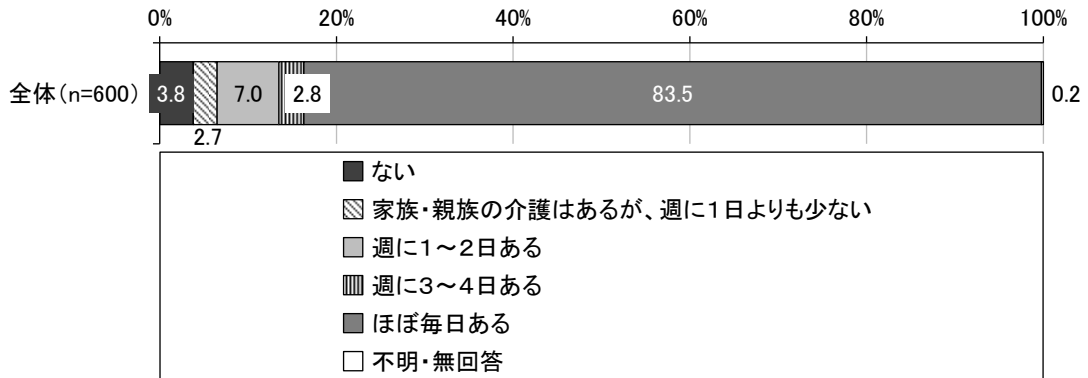 0% 20% 40% 60% 80% 100%
全体(n=600) 3.8 7.0 2.8 83.5 0.2
2.7
ない
家族・親族の介護はあるが、週に１日よりも少ない
週に１～２日ある
週に３～４日ある
ほぼ毎日ある
不明・無回答